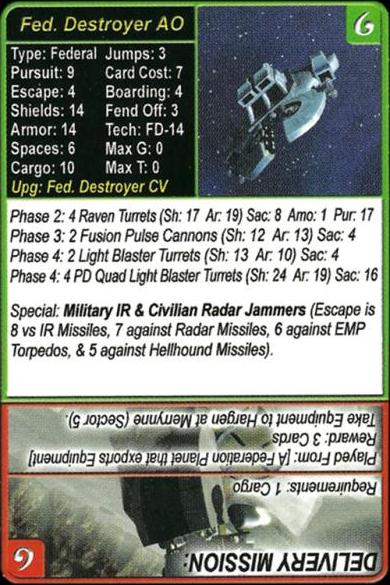 Fed. Destroyer AO
6
Type: Federal Jumps: 3
Pursuit: 9 Card Cost: 7
Escape: 4 Boarding: 4
Shields: 14 Fend Off: 3
Armor: 14 Tech: FD-14
Spaces: 6 Max G: 0
Cargo: 10 Max T: 0
Upg: Fed. Destroyer CV
Phase 2: 4 Raven Turrets (Sh: 17 Ar: 19) Sac: 8 Amo: 1 Pur: 17
Phase 3: 2 Fusion Pulse Cannons (Sh: 12 Ar: 13) Sac: 4
Phase 4: 2 Light Blaster Turrets (Sh: 13 Ar: 10) Sac: 4
Phase 4: 4 PD Quad Light Blaster Turrets (Sh: 24 Ar: 19) Sac: 16
Special: Military IR & Civilian Radar Jammers (Escape is
8 vs IR Missiles, 7 against Radar Missiles, 6 against EMP
Torpedos, & 5 against Hellhound Missiles).
DELIVERY MISSION:
6
Requirements: 1 Cargo
Played: From: [A Federation Planet that exports Equipment]
Reward: 3 Cards
Take Equipment to Hargen at Merrynne (Sector 5).